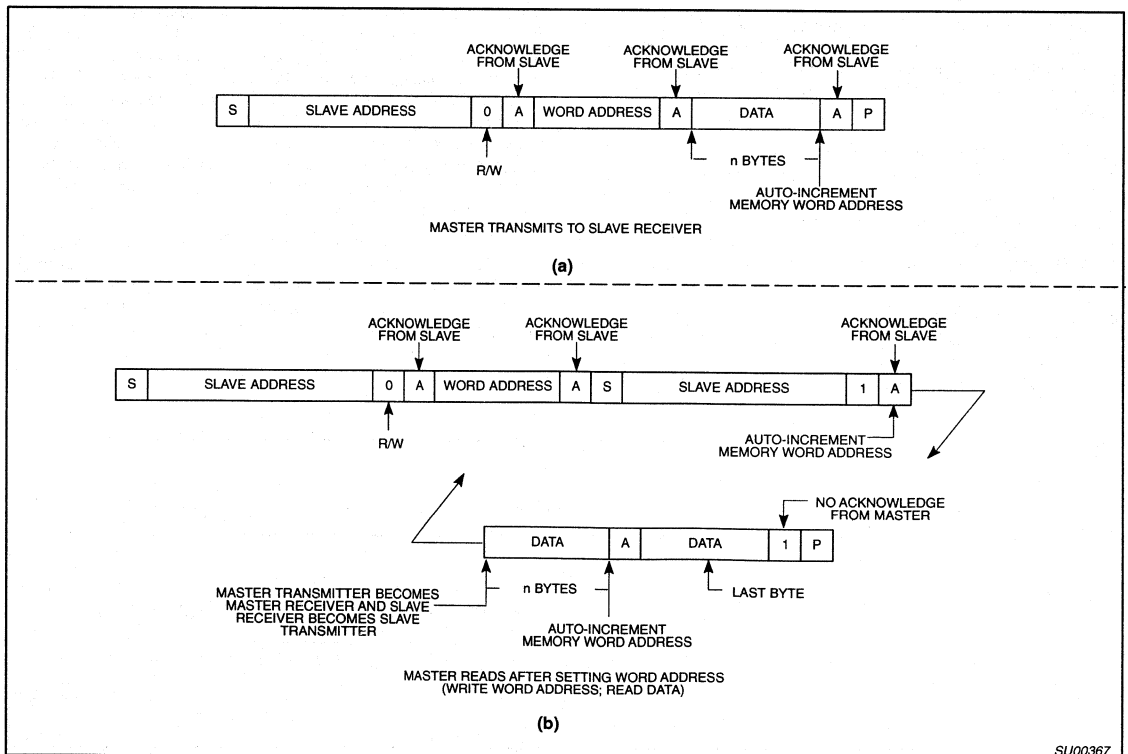 ACKNOWLEDGE
FROM SLAVE
ACKNOWLEDGE
FROM SLAVE
ACKNOWLEDGE
FROM SLAVE
S SLAVE ADDRESS 0 A WORD ADDRESS A DATA A P
R/W
n BYTES
AUTO-INCREMENT
MEMORY WORD ADDRESS
MASTER TRANSMITS TO SLAVE RECEIVER
(a)
ACKNOWLEDGE
FROM SLAVE
ACKNOWLEDGE
FROM SLAVE
ACKNOWLEDGE
FROM SLAVE
S SLAVE ADDRESS 0 A WORD ADDRESS A S SLAVE ADDRESS 1 A
R/W
AUTO-INCREMENT
MEMORY WORD ADDRESS
NO ACKNOWLEDGE
FROM MASTER
DATA A DATA 1 P
MASTER TRANSMITTER BECOMES
MASTER RECEIVER AND SLAVE
RECEIVER BECOMES SLAVE
TRANSMITTER
n BYTES
LAST BYTE
AUTO-INCREMENT
MEMORY WORD ADDRESS
MASTER READS AFTER SETTING WORD ADDRESS
(WRITE WORD ADDRESS; READ DATA)
(b)
SU00367